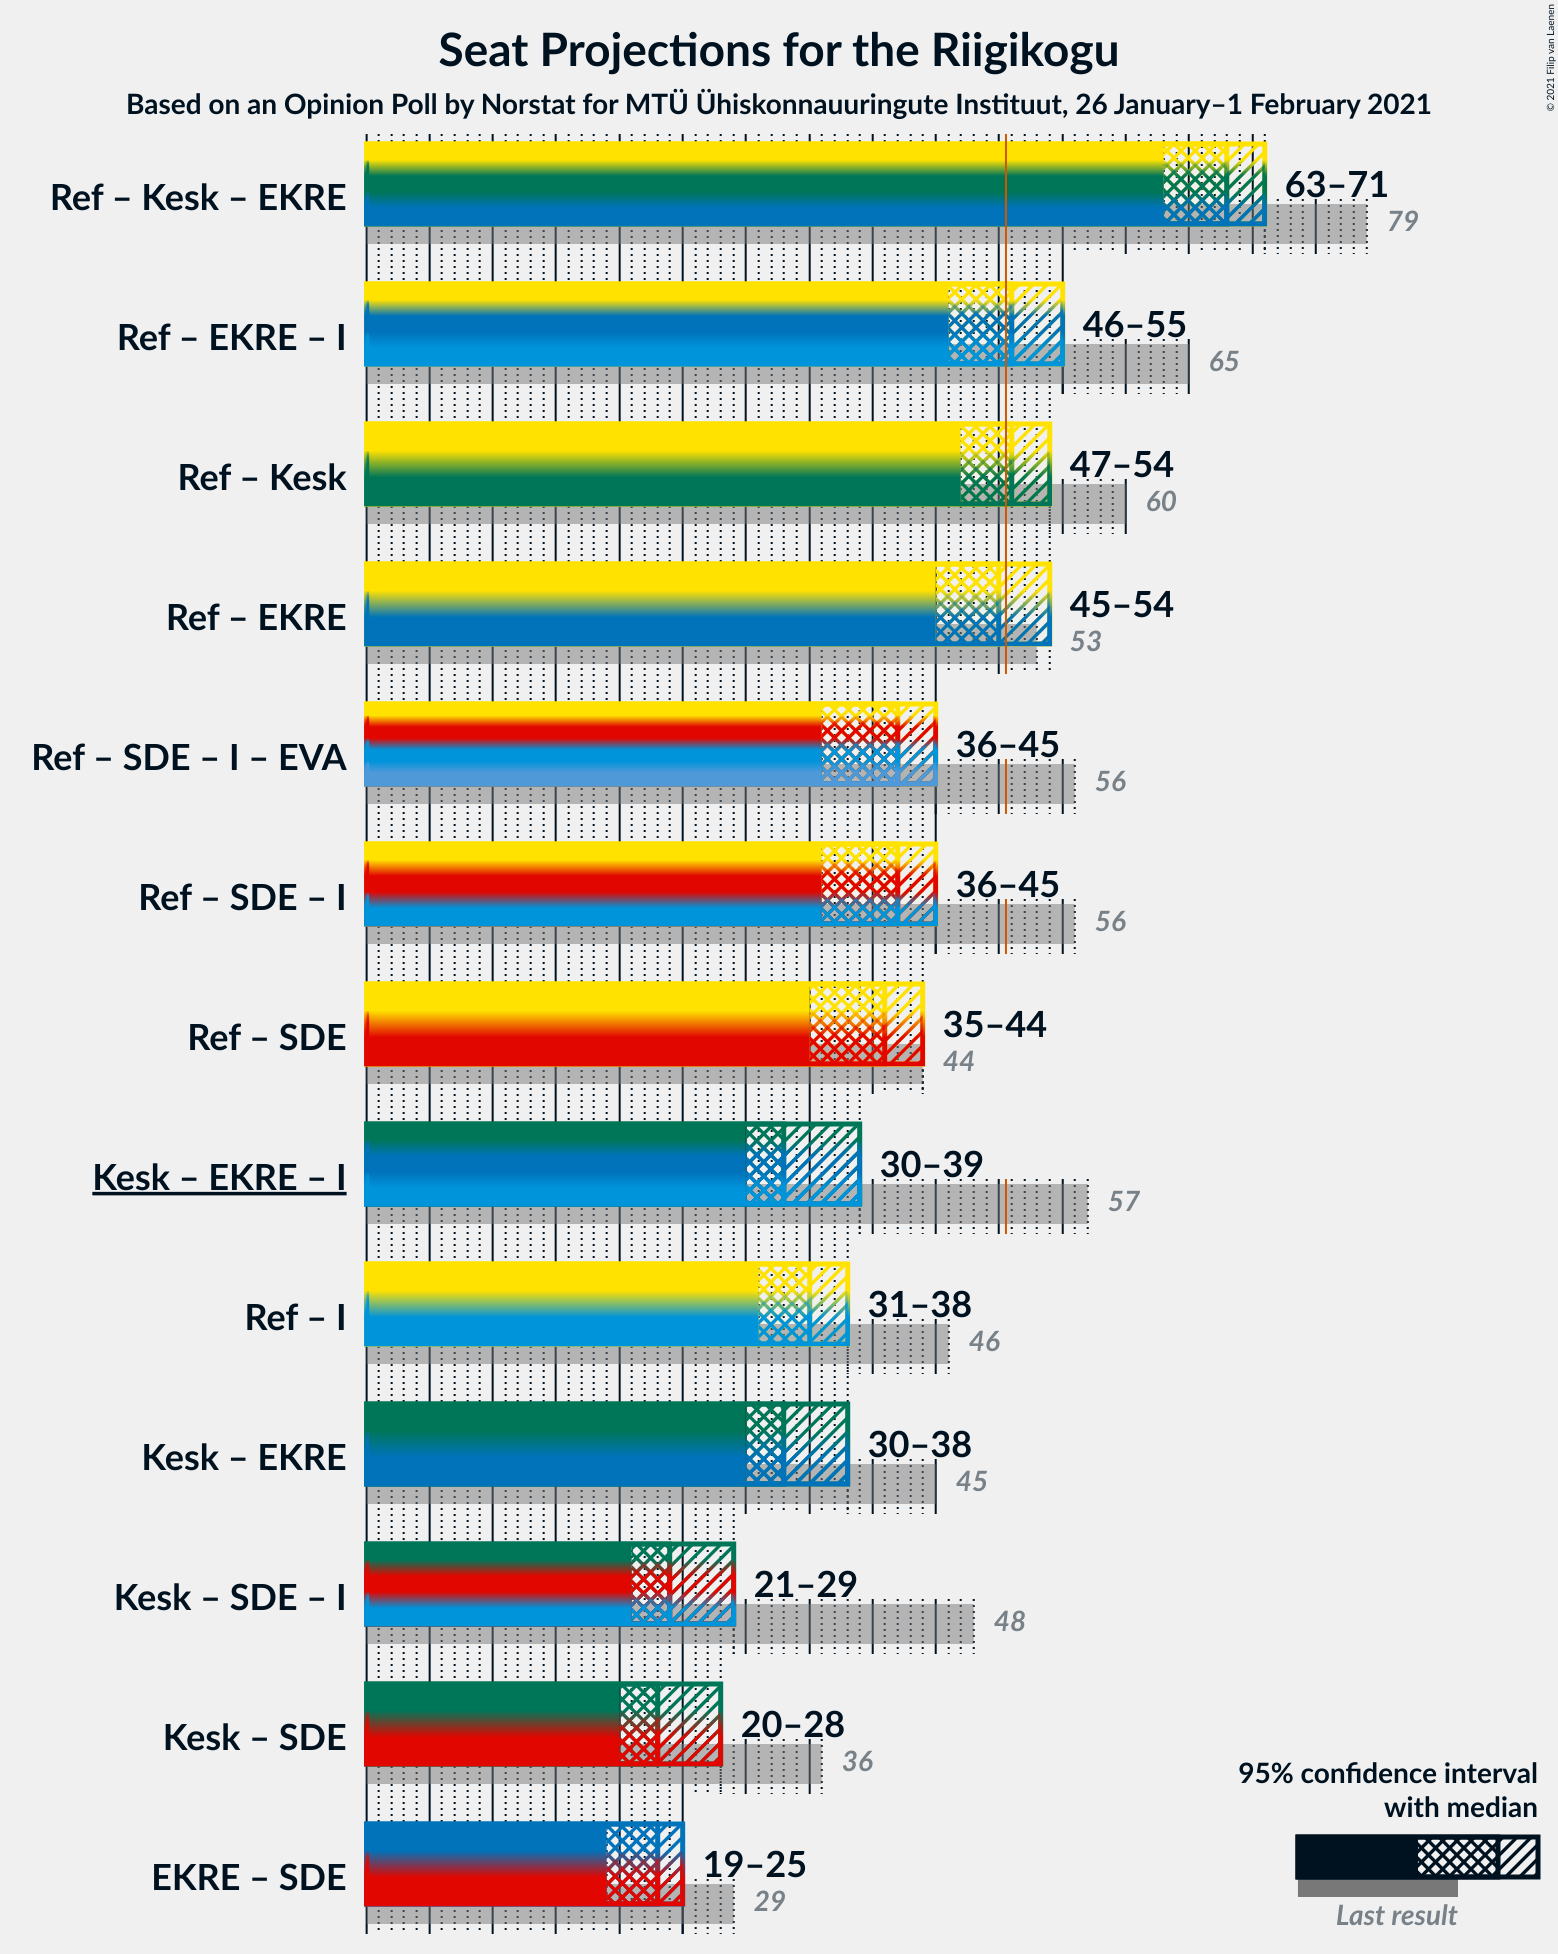 Seat Projections for the Riigikogu
Based on an Opinion Poll by Norstat for MTÜ Ühiskonnauuringute Instituut, 26 January–1 February 2021
© 2021 Filip van Laenen
Ref – Kesk – EKRE
63–71
79
Ref – EKRE – I
46–55
65
Ref – Kesk
47–54
60
Ref – EKRE
45–54
53
Ref – SDE – I – EVA
36–45
56
Ref – SDE – I
36–45
56
Ref – SDE
35–44
44
Kesk – EKRE – I
30–39
57
Ref – I
31–38
46
Kesk – EKRE
30–38
45
Kesk – SDE – I
21–29
48
Kesk – SDE
20–28
36
EKRE – SDE
19–25
29
95% confidence interval
with median
Last result